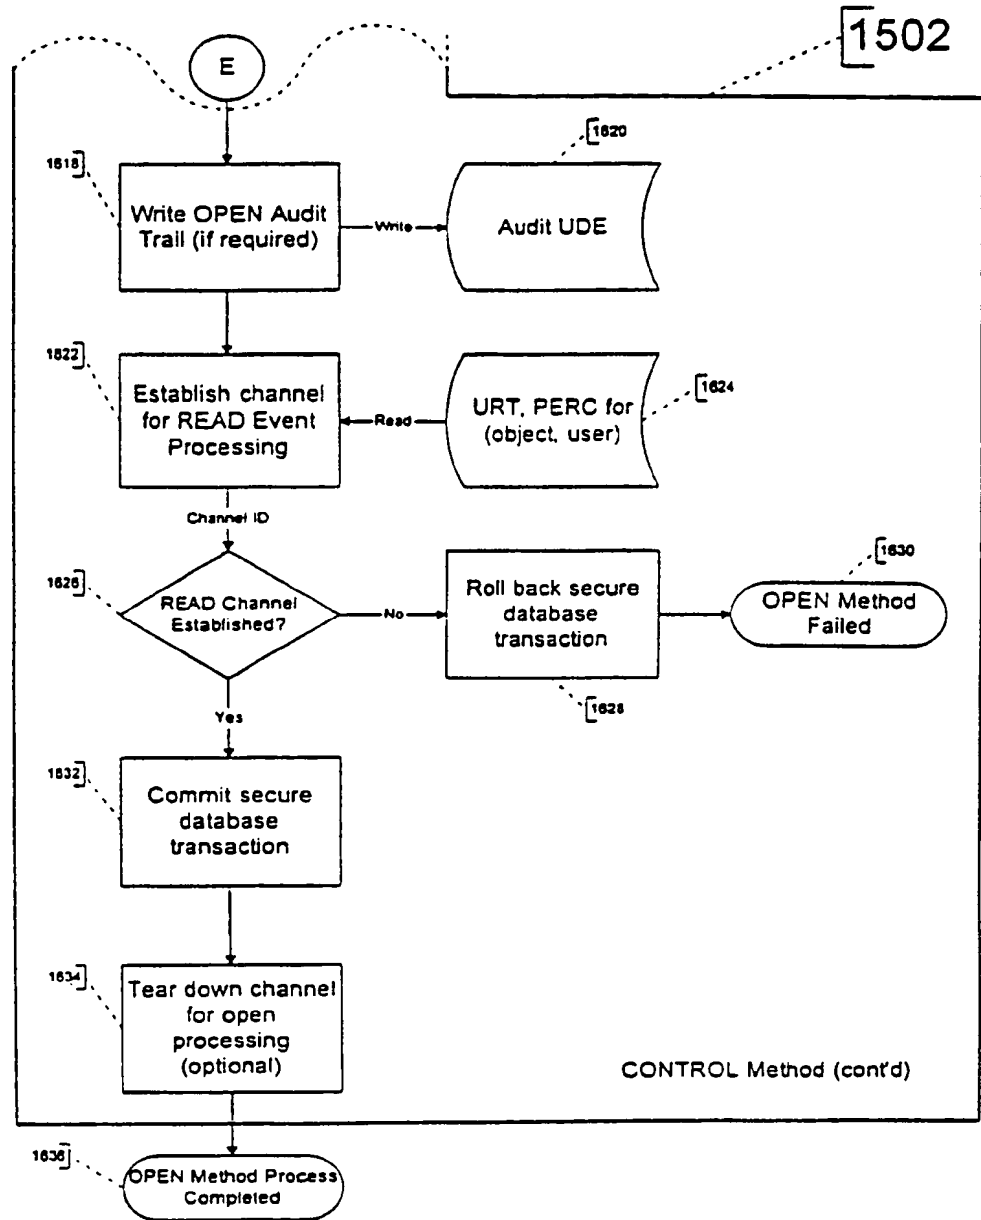 1502
E
1618
Write OPEN Audit
Trail (if required)
Write
1620
Audit UDE
1622
Establish channel
for READ Event
Processing
Read
URT, PERC for
(object, user)
1624
Channel ID
1626
READ Channel
Established?
No
Roll back secure
database
transaction
1628
1630
OPEN Method
Failed
Yes
1632
Commit secure
database
transaction
1634
Tear down channel
for open
processing
(optional)
CONTROL Method (cont'd)
1636
OPEN Method Process
Completed